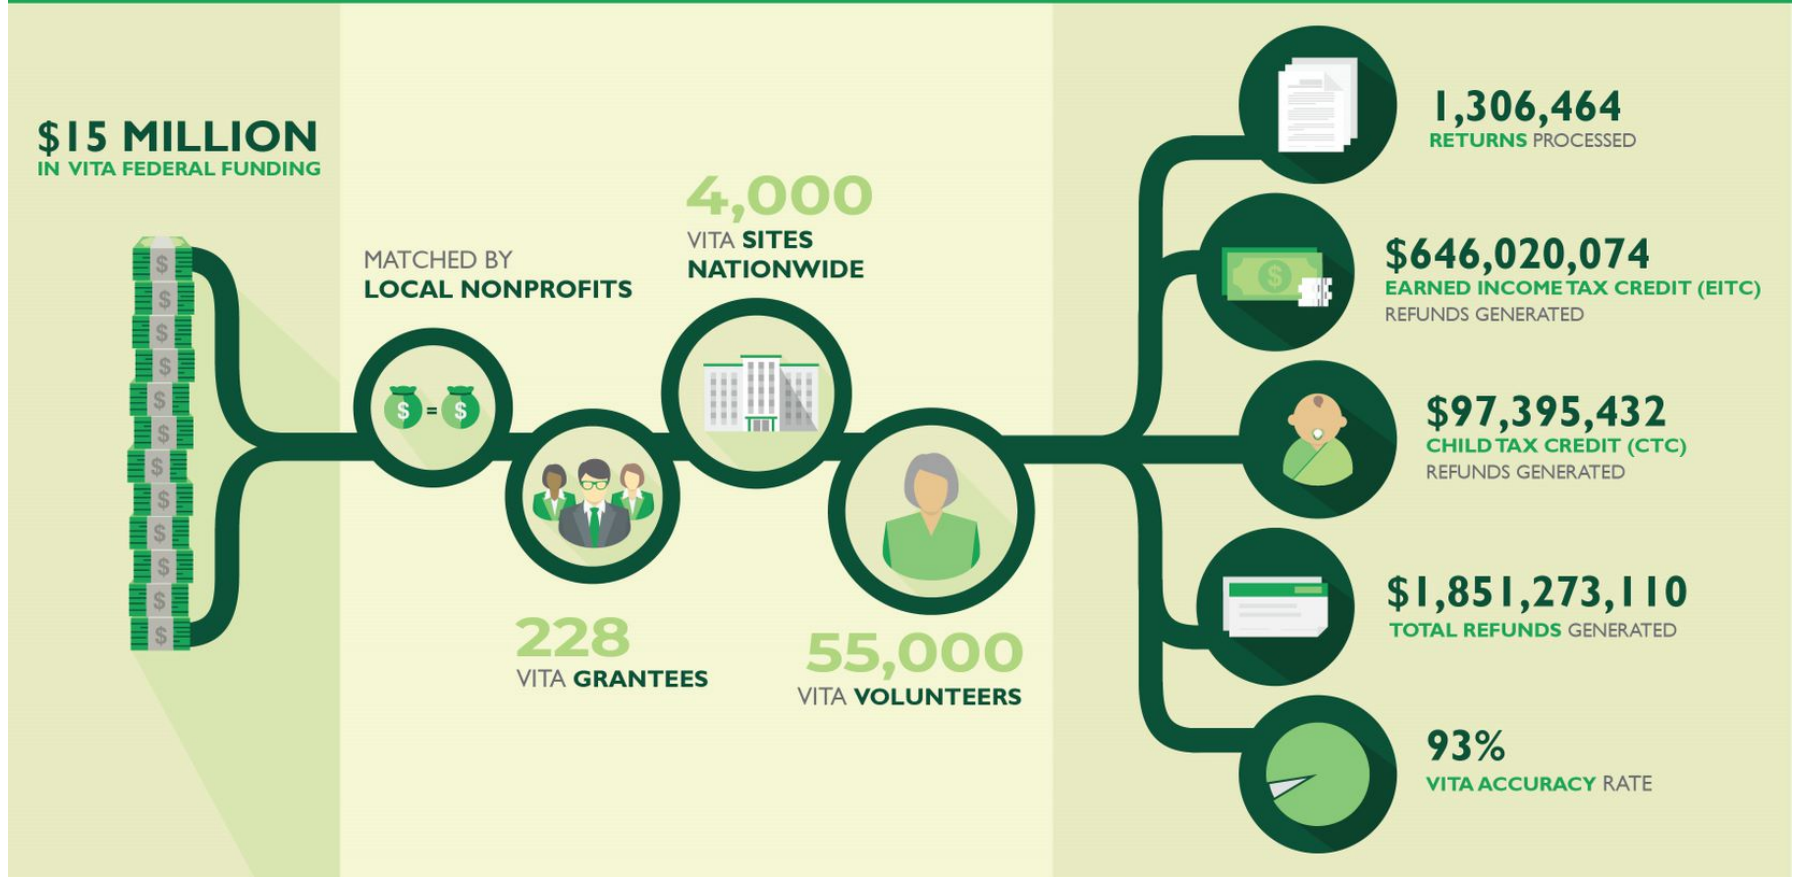 $15 MILLION
IN VITA FEDERAL FUNDING
MATCHED BY
LOCAL NONPROFITS
228
VITA GRANTEES
4,000
VITA SITES
NATIONWIDE
55,000
VITA VOLUNTEERS
1,306,464
RETURNS PROCESSED
$646,020,074
EARNED INCOME TAX CREDIT (EITC)
REFUNDS GENERATED
$97,395,432
CHILD TAX CREDIT (CTC)
REFUNDS GENERATED
$1,851,273,110
TOTAL REFUNDS GENERATED
93%
VITA ACCURACY RATE
$
$
$
$
$
$
$
$
$
$
$
$
$ = $
$